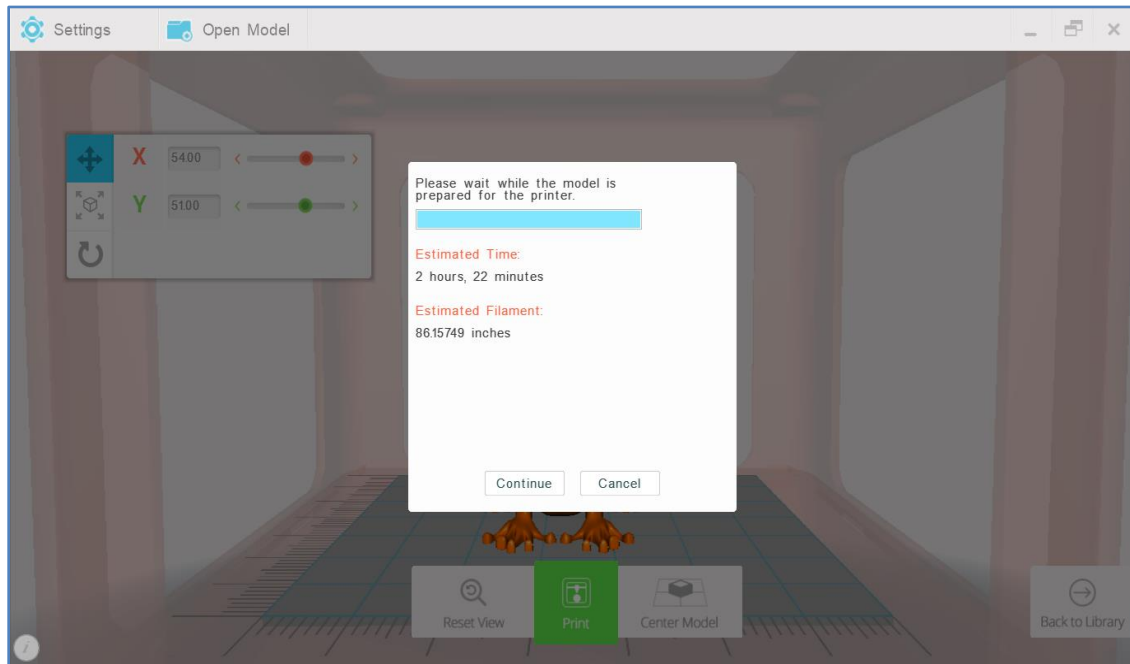 Settings
Open Model
X 54.00
Y 51.00
Please wait while the model is
prepared for the printer.
Estimated Time:
2 hours, 22 minutes
Estimated Filament:
86.15749 inches
Continue
Cancel
Reset View
Print
Center Model
Back to Library
i